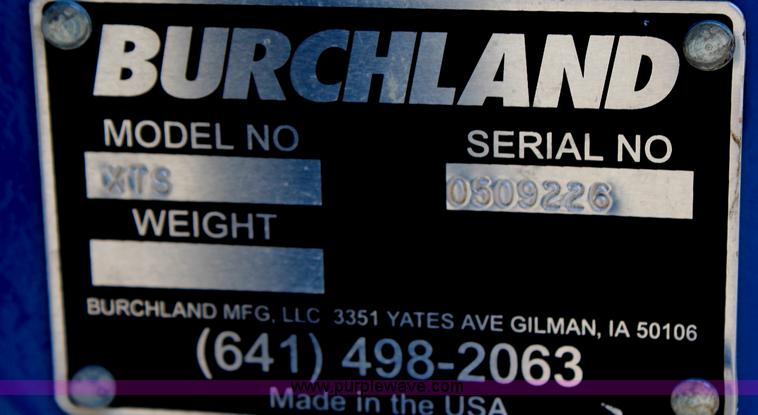 BURCHLAND
MODEL NO
SERIAL NO
XTS
0509226
WEIGHT
BURCHLAND MFG, LLC 3351 YATES AVE GILMAN, IA 50106
(641) 498-2063
www.purplewave.com
Made in the USA